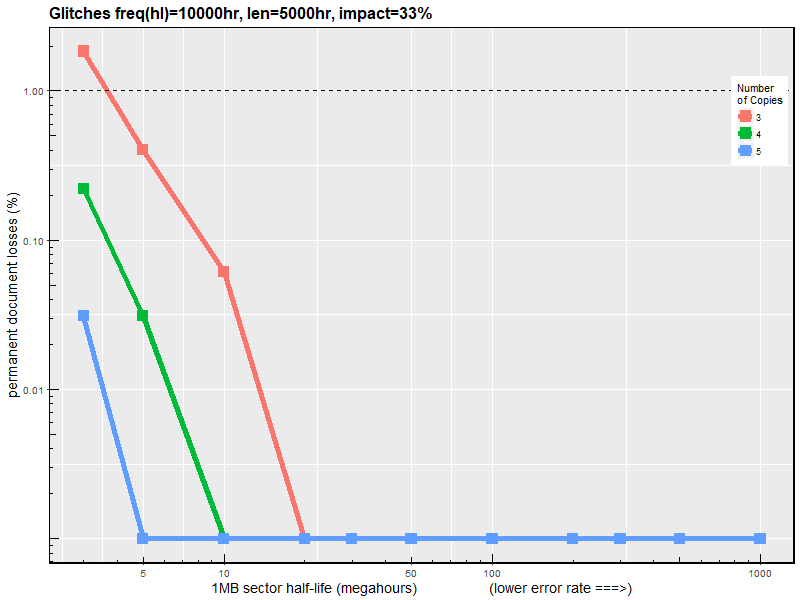 Glitches freq(hl)=10000hr, len=5000hr, impact=33%
permanent document losses (%)
1.00
0.10
0.01
Number
of Copies
3
4
5
5 10 50 100 1000
1MB sector half-life (megahours) (lower error rate ===>)